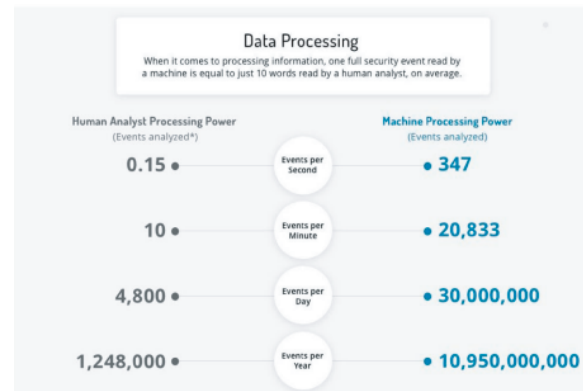 Data Processing
When it comes to processing information, one full security event read by
a machine is equal to just 10 words read by a human analyst, on average.
Human Analyst Processing Power
(Events analyzed*)
Machine Processing Power
(Events analyzed)
0.15
Events per
Second
347
10
Events per
Minute
20,833
4,800
Events per
Day
30,000,000
1,248,000
Events per
Year
10,950,000,000